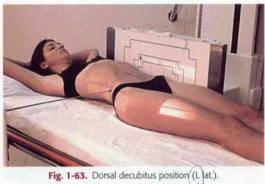 Fig. 1-63. Dorsal decubitus position (L lat.).